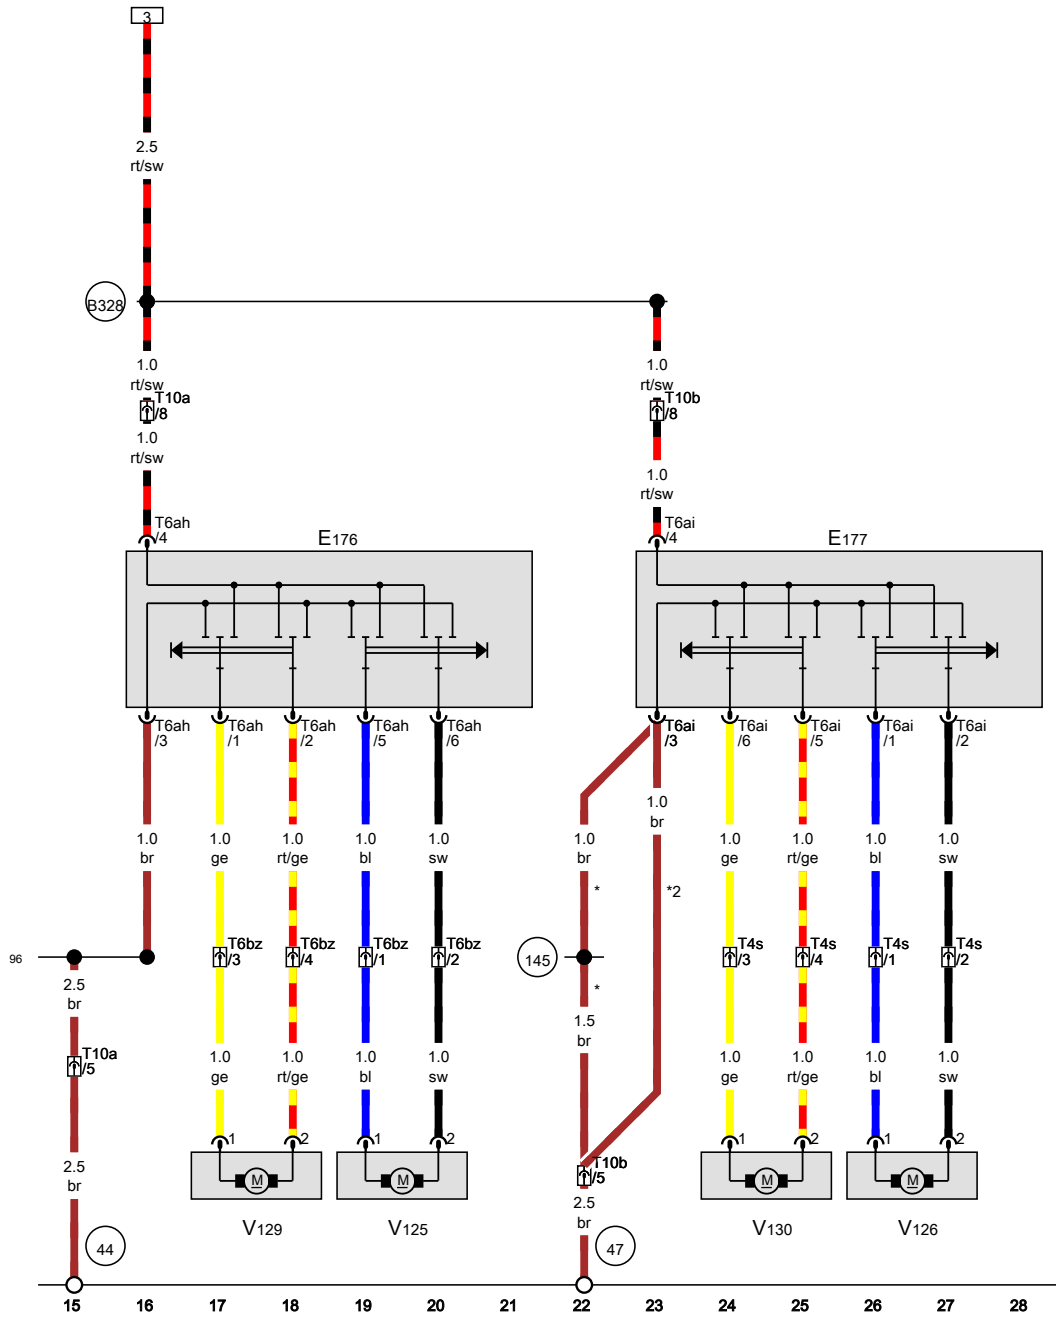 3
2.5
rt/sw
B328
1.0
rt/sw
1.0
rt/sw
T10a
/8
T10b
/8
1.0
rt/sw
1.0
rt/sw
T6ah
/4
E176
T6ai
/4
E177
T6ah
/3
T6ah
/1
T6ah
/2
T6ah
/5
T6ah
/6
T6ai
/3
T6ai
/6
T6ai
/5
T6ai
/1
T6ai
/2
1.0
br
1.0
br
1.0
ge
1.0
rt/ge
1.0
bl
1.0
sw
1.0
br
1.0
ge
1.0
rt/ge
1.0
bl
1.0
sw
*
*2
96
T6bz
/3
T6bz
/4
T6bz
/1
T6bz
/2
145
T4s
/3
T4s
/4
T4s
/1
T4s
/2
2.5
br
*
1.5
br
T10a
/5
1.0
ge
1.0
rt/ge
1.0
bl
1.0
sw
1.0
ge
1.0
rt/ge
1.0
bl
1.0
sw
1
2
1
2
1
2
1
2
2.5
br
T10b
/5
M
M
M
M
2.5
br
V129
V125
V130
V126
44
47
15 16 17 18 19 20 21 22 23 24 25 26 27 28